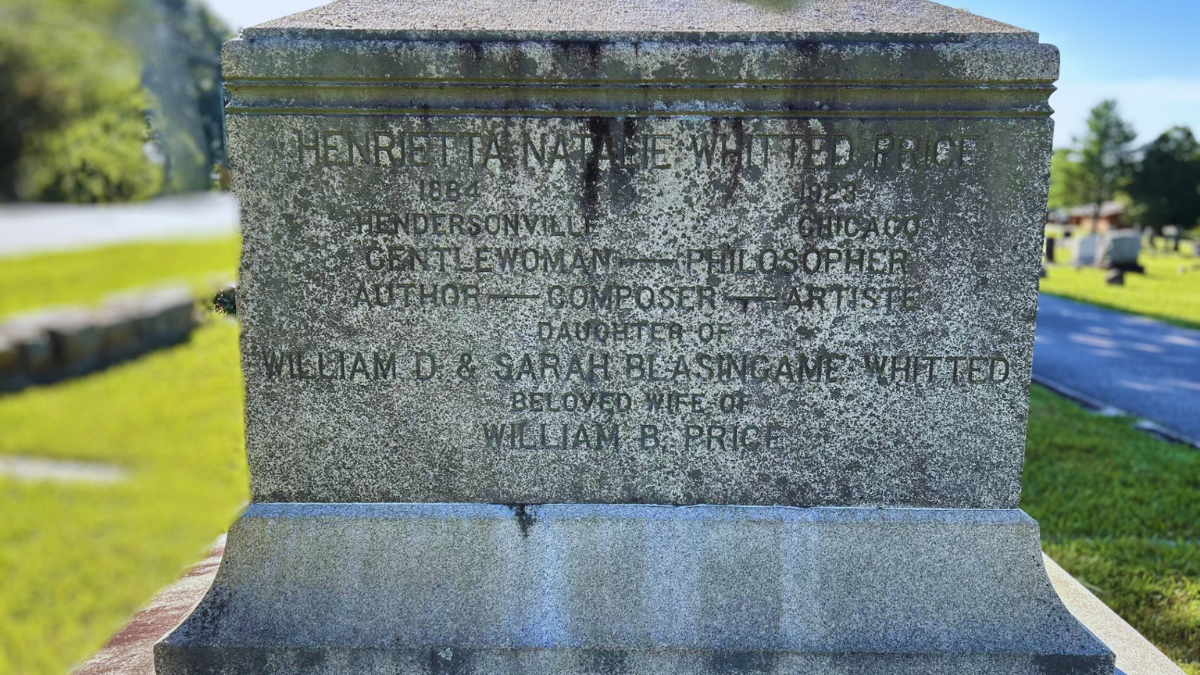 HENRIETTA NATALIE WHITTED PRICE
1884 1923
HENDERSONVILLE CHICAGO
GENTLEWOMAN — PHILOSOPHER
AUTHOR — COMPOSER — ARTISTE
DAUGHTER OF
WILLIAM D. & SARAH BLASINGAME WHITTED
BELOVED WIFE OF
WILLIAM B. PRICE